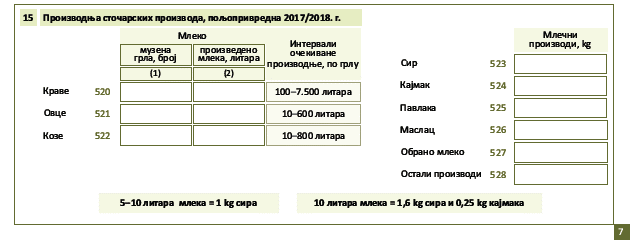 15 Производња сточарских производа, пољопривредна 2017/2018. г.
Млеко
музена грла, број
произведено млека, литара
Интервали очекиване производње, по грлу
(1) (2)
Краве 520 100–7.500 литара
Овце 521 10–600 литара
Козе 522 10–800 литара
Млечни производи, kg
Сир 523
Кајмак 524
Павлака 525
Маслац 526
Обрано млеко 527
Остали производи 528
5–10 литара млека = 1 kg сира
10 литара млека = 1,6 kg сира и 0,25 kg кајмака
7